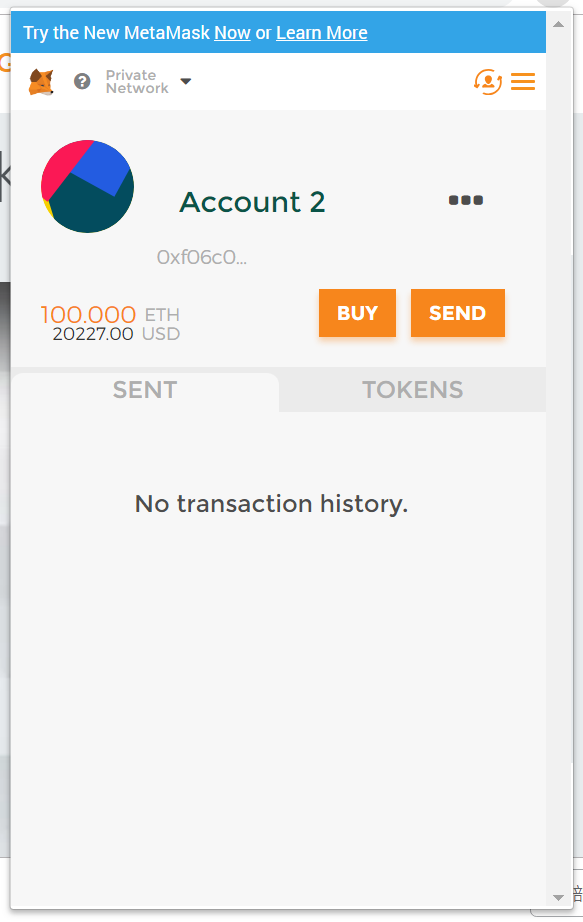 Try the New MetaMask Now or Learn More
?
Private
Network
Account 2
0xf06c0...
100.000 ETH
20227.00 USD
BUY
SEND
SENT
TOKENS
No transaction history.